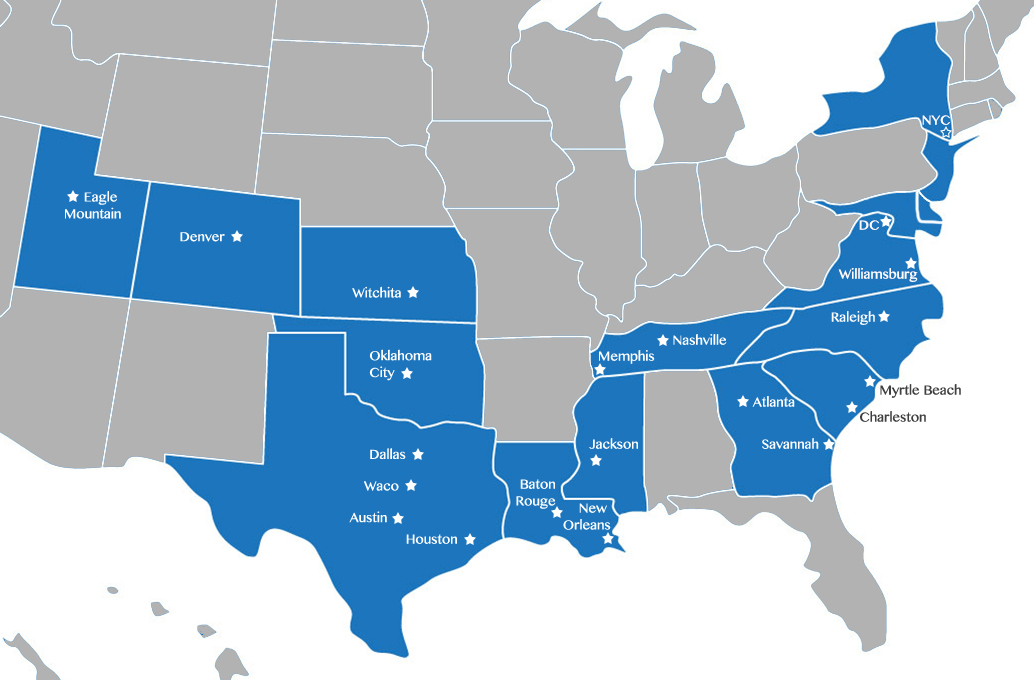 NYC
Eagle
Mountain
DC
Denver
Williamsburg
Witchita
Raleigh
Nashville
Memphis
Oklahoma
City
Myrtle Beach
Atlanta
Charleston
Jackson
Savannah
Dallas
Waco
Baton
Rouge
New
Orleans
Austin
Houston